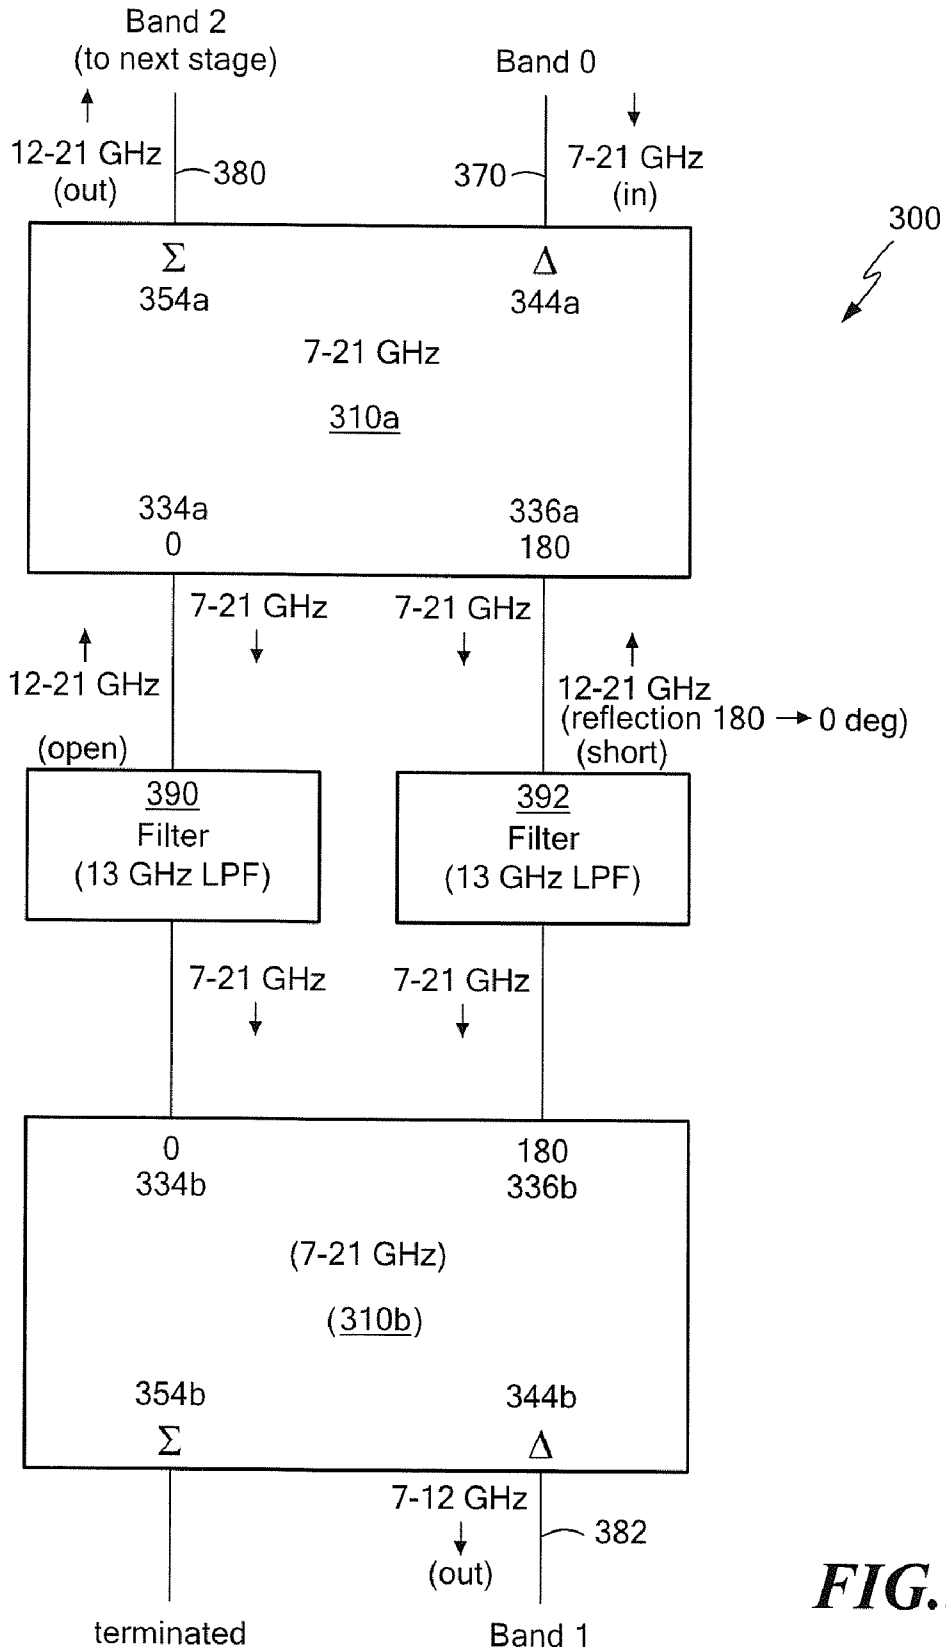 Band 2
(to next stage)
Band 0
12-21 GHz
(out)
380
370
7-21 GHz
(in)
300
Σ
354a
Δ
344a
7-21 GHz
310a
334a
0
336a
180
7-21 GHz
7-21 GHz
12-21 GHz
12-21 GHz
(reflection 180 → 0 deg)
(open)
(short)
390
Filter
(13 GHz LPF)
392
Filter
(13 GHz LPF)
7-21 GHz
7-21 GHz
0
334b
180
336b
(7-21 GHz)
(310b)
354b
Σ
344b
Δ
7-12 GHz
(out)
382
terminated
Band 1
FIG.